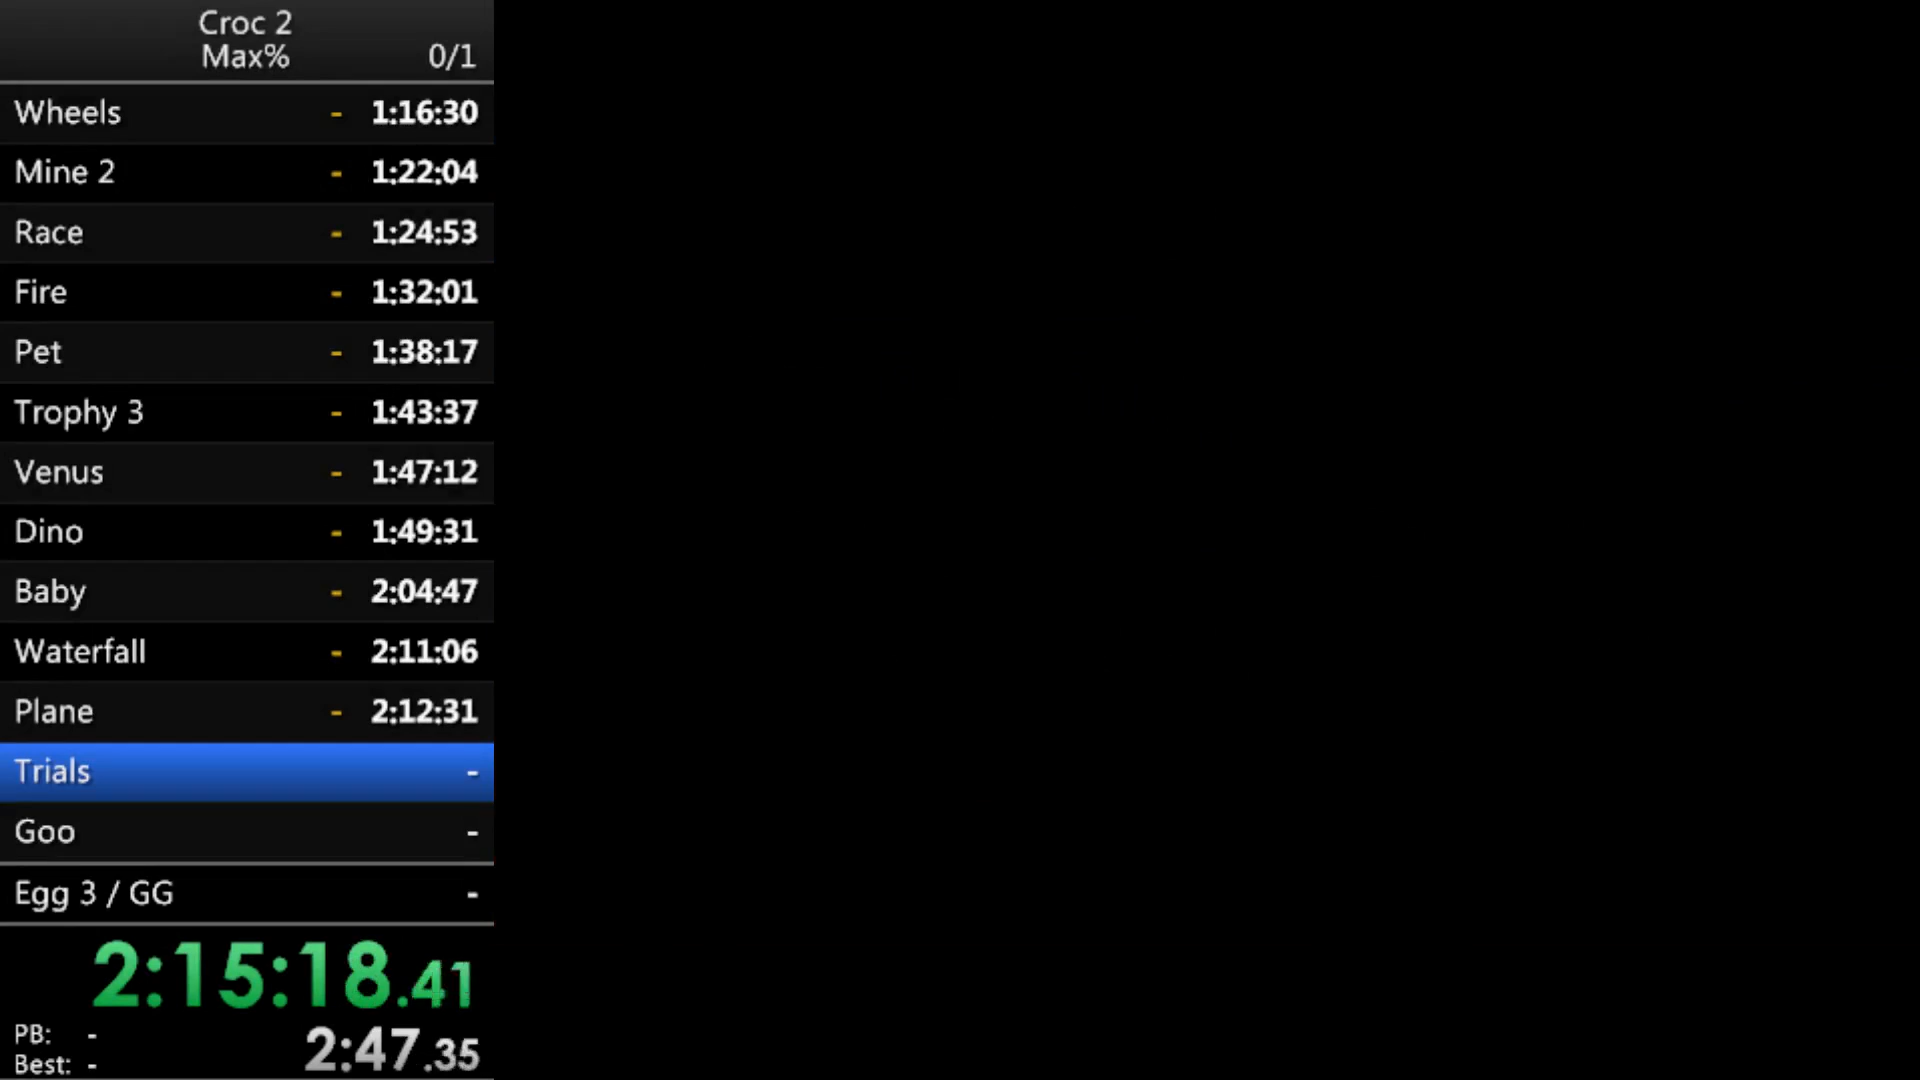 Croc 2
Max% 0/1
Wheels - 1:16:30
Mine 2 - 1:22:04
Race - 1:24:53
Fire - 1:32:01
Pet - 1:38:17
Trophy 3 - 1:43:37
Venus - 1:47:12
Dino - 1:49:31
Baby - 2:04:47
Waterfall - 2:11:06
Plane - 2:12:31
Trials -
Goo -
Egg 3 / GG -
2:15:18.41
PB: -
Best: - 2:47.35